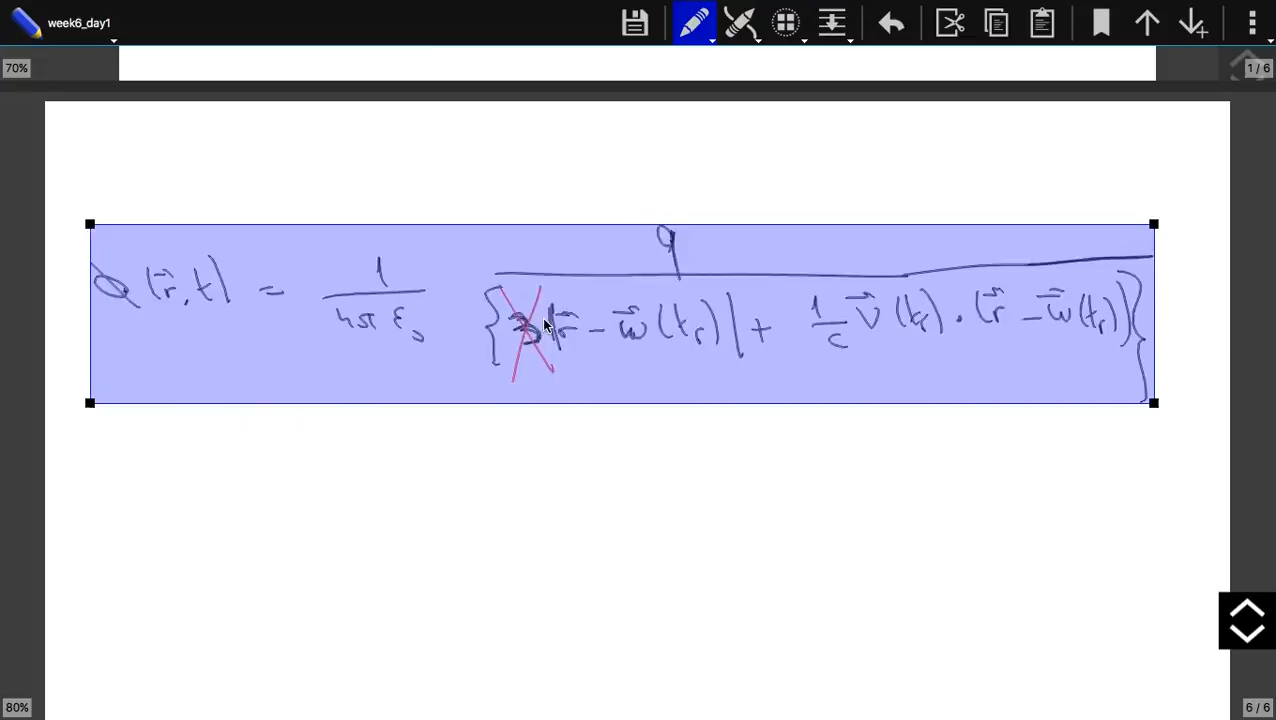 week6_day1
70%
1 / 6
φ(r⃗, t) = 1/(4πε₀) q/{|r⃗ - w⃗(tᵣ)| + 1/c v⃗(tᵣ) · (r⃗ - w⃗(tᵣ))}
80%
6 / 6